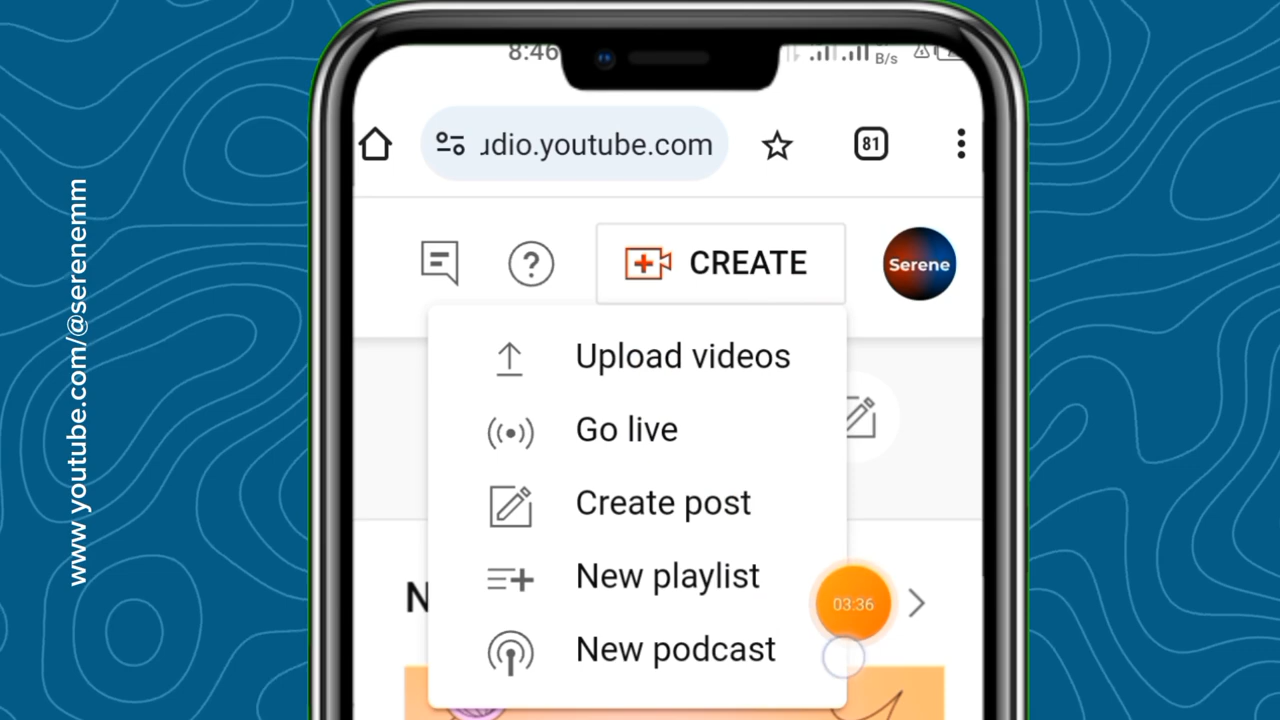 8:46
B/s
ıdio.youtube.com
81
CREATE
Serene
Upload videos
Go live
Create post
New playlist
New podcast
N
03:36
www youtube.com/@serenemm